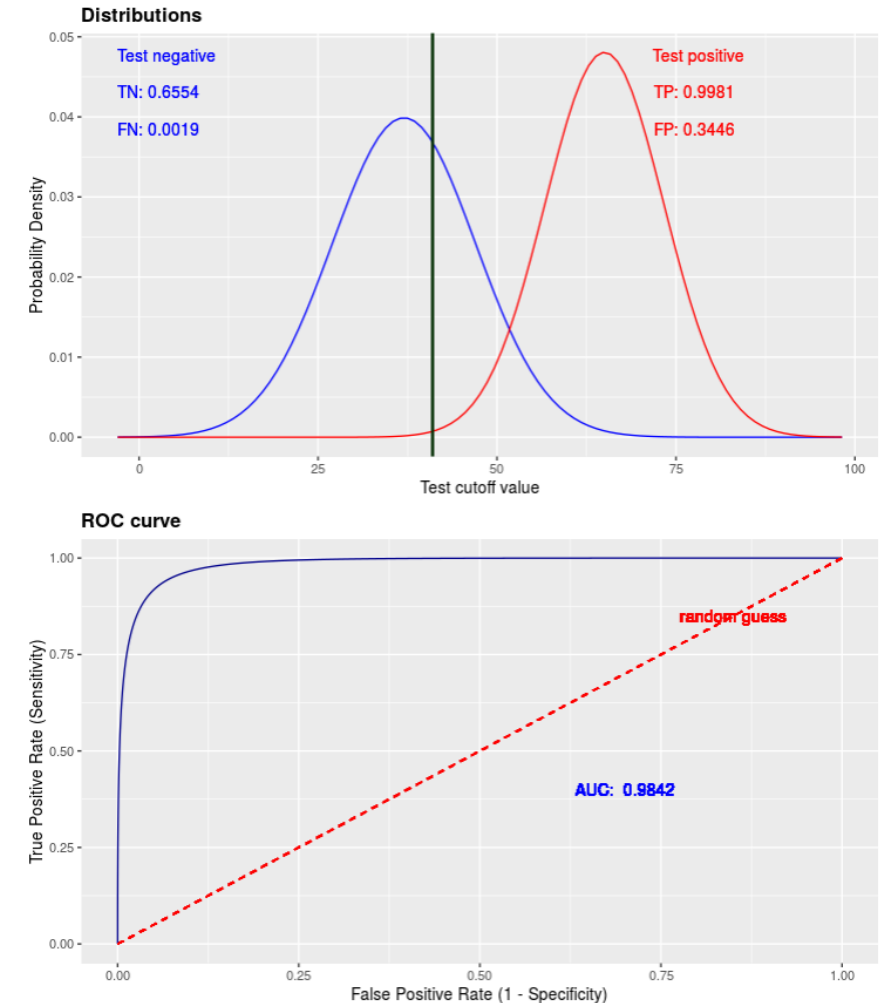 Distributions
Test negative
TN: 0.6554
FN: 0.0019
Test positive
TP: 0.9981
FP: 0.3446
0.05
0.04
0.03
0.02
0.01
0.00
Probability Density
0
25
50
75
100
Test cutoff value
ROC curve
1.00
0.75
0.50
0.25
0.00
True Positive Rate (Sensitivity)
random guess
AUC: 0.9842
0.00
0.25
0.50
0.75
1.00
False Positive Rate (1 - Specificity)